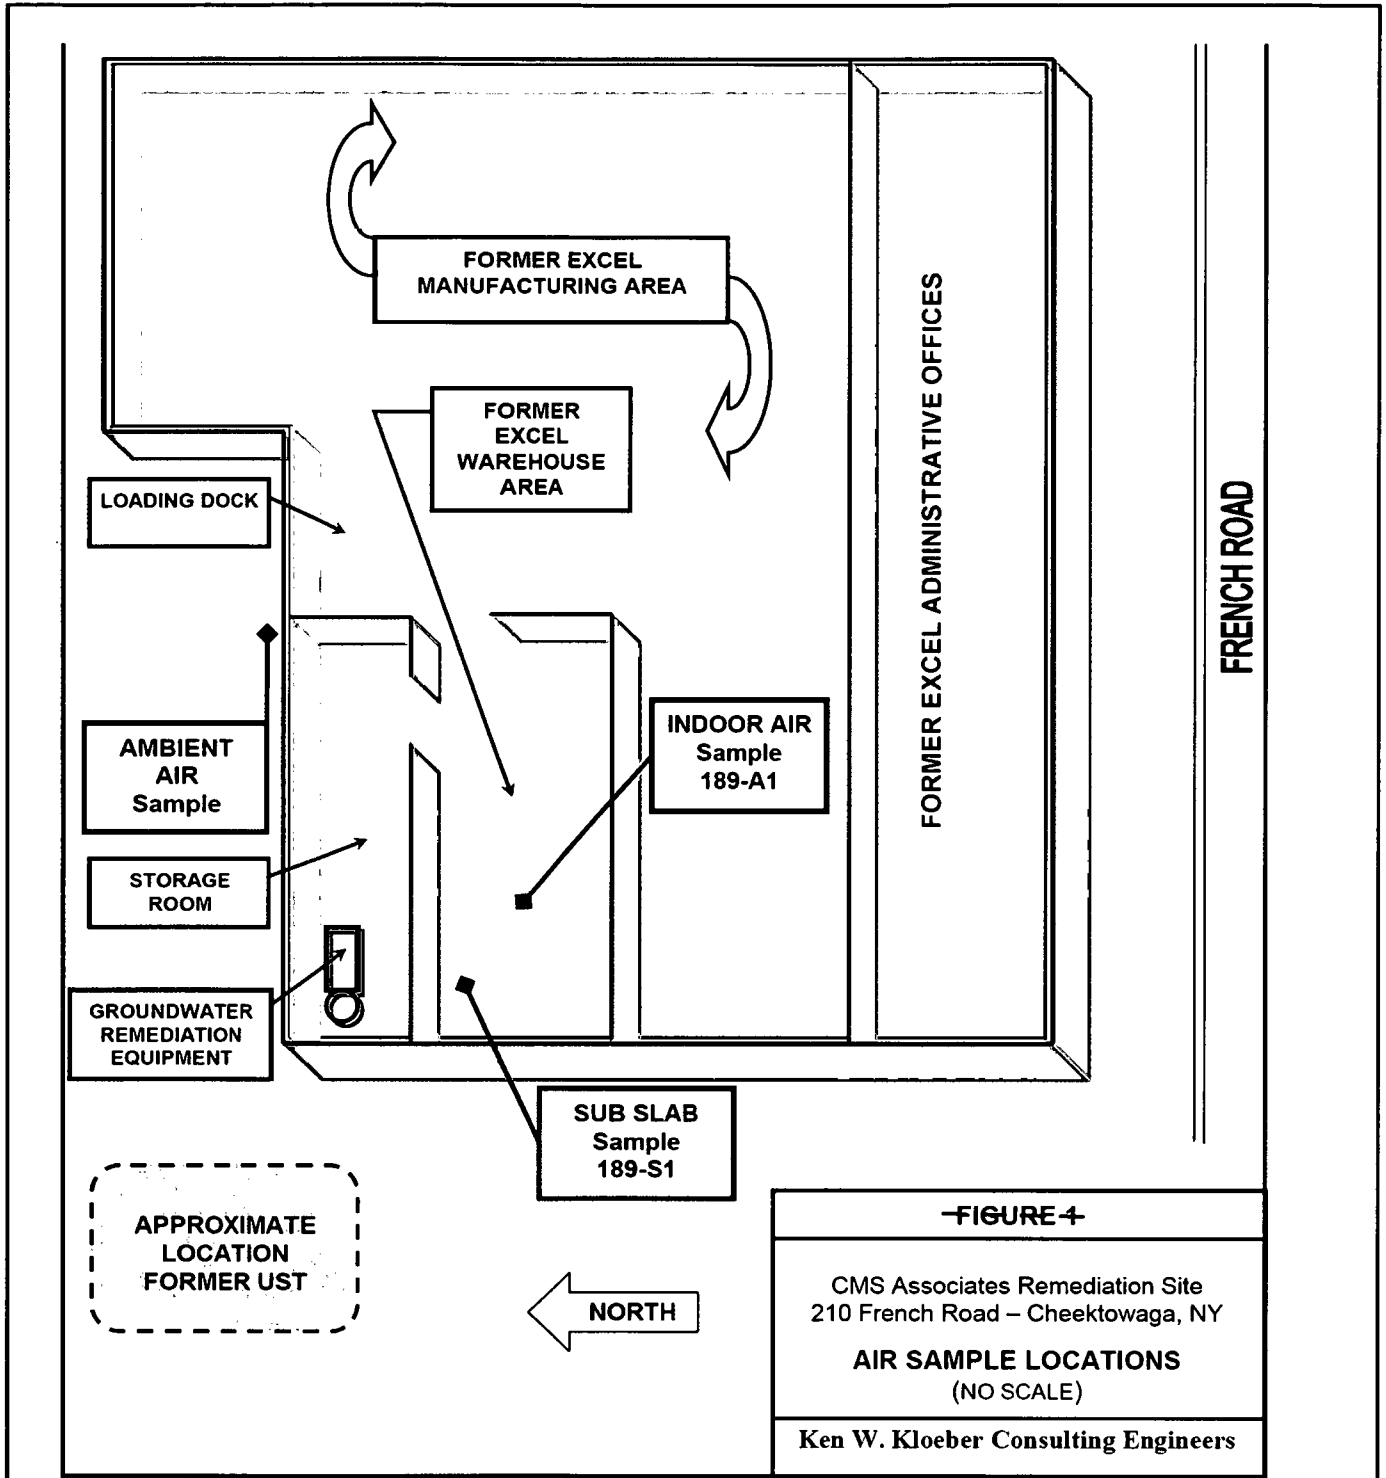 FORMER EXCEL
MANUFACTURING AREA
FORMER
EXCEL
WAREHOUSE
AREA
LOADING DOCK
FORMER EXCEL ADMINISTRATIVE OFFICES
FRENCH ROAD
AMBIENT
AIR
Sample
INDOOR AIR
Sample
189-A1
STORAGE
ROOM
GROUNDWATER
REMEDIATION
EQUIPMENT
SUB SLAB
Sample
189-S1
APPROXIMATE
LOCATION
FORMER UST
NORTH
FIGURE 4
CMS Associates Remediation Site
210 French Road – Cheektowaga, NY
AIR SAMPLE LOCATIONS
(NO SCALE)
Ken W. Kloeber Consulting Engineers